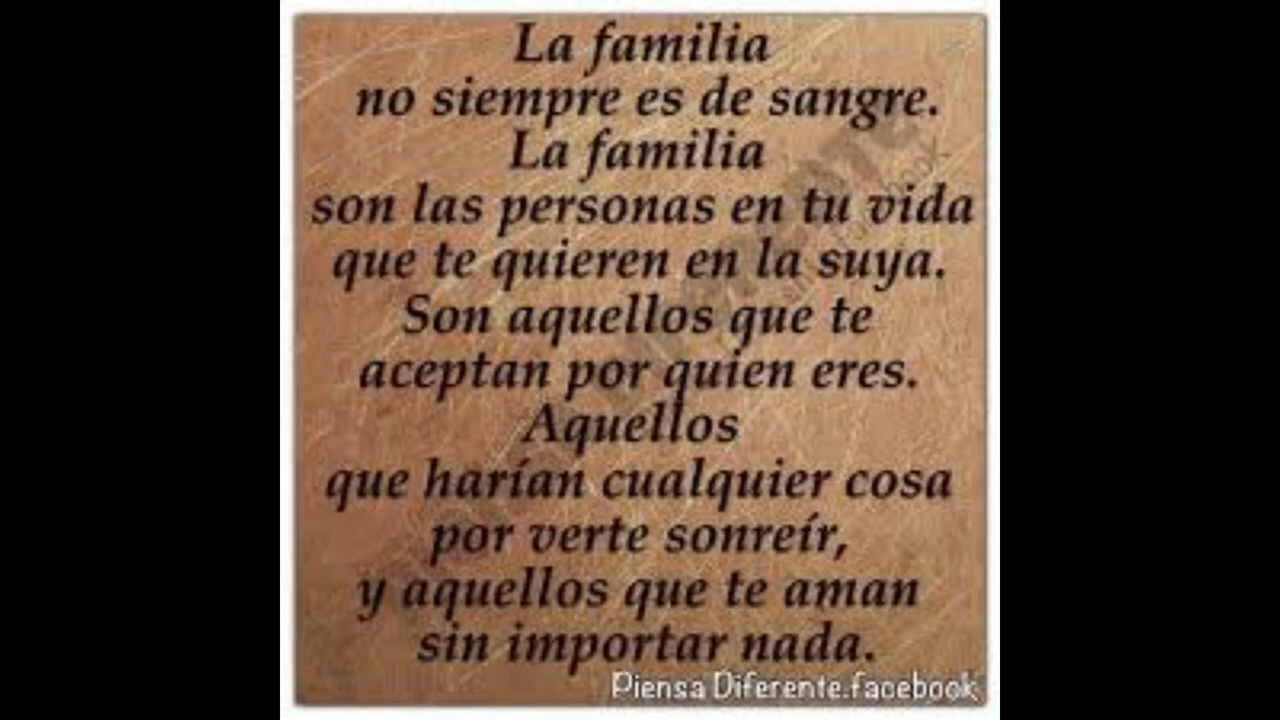 La familia
no siempre es de sangre.
La familia
son las personas en tu vida
que te quieren en la suya.
Son aquellos que te
aceptan por quien eres.
Aquellos
que harían cualquier cosa
por verte sonreír,
y aquellos que te aman
sin importar nada.
Piensa Diferente.facebook